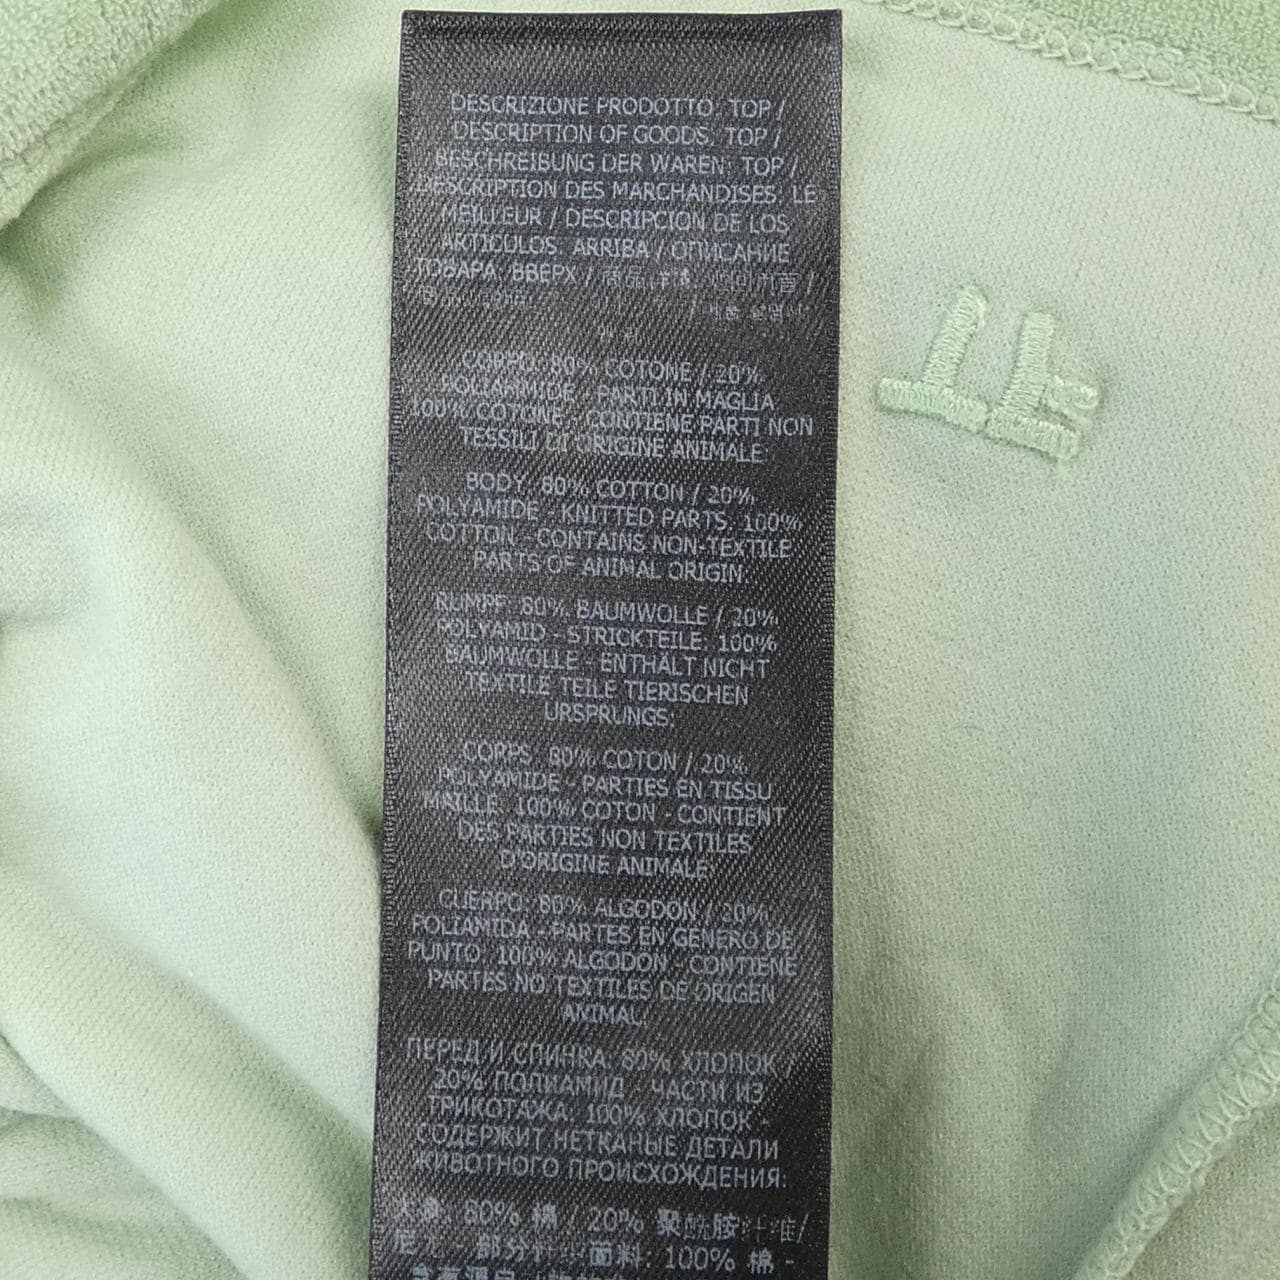 DESCRIZIONE PRODOTTO: TOP /
DESCRIPTION OF GOODS: TOP /
BESCHREIBUNG DER WAREN: TOP /
DESCRIPTION DES MARCHANDISES: LE
MEILLEUR / DESCRIPCION DE LOS
ARTICULOS: ARRIBA / ОПИСАНИЕ
ТОВАРА: ВВЕРХ /
CORPO: 80% COTONE / 20%
POLIAMMIDE - PARTI IN MAGLIA
100% COTONE - CONTIENE PARTI NON
TESSILI DI ORIGINE ANIMALE
BODY: 80% COTTON / 20%
POLYAMIDE - KNITTED PARTS: 100%
COTTON - CONTAINS NON-TEXTILE
PARTS OF ANIMAL ORIGIN:
RUMPF: 80% BAUMWOLLE / 20%
POLYAMID - STRICKTEILE: 100%
BAUMWOLLE - ENTHÄLT NICHT
TEXTILE TEILE TIERISCHEN
URSPRUNGS:
CORPS: 80% COTON / 20%
POLYAMIDE - PARTIES EN TISSU
MAILLE: 100% COTON - CONTIENT
DES PARTIES NON TEXTILES
D'ORIGINE ANIMALE:
CUERPO: 80% ALGODON / 20%
POLIAMIDA - PARTES EN GENERO DE
PUNTO: 100% ALGODON - CONTIENE
PARTES NO TEXTILES DE ORIGEN
ANIMAL:
ПЕРЕД И СПИНКА: 80% ХЛОПОК /
20% ПОЛИАМИД - ЧАСТИ ИЗ
ТРИКОТАЖА: 100% ХЛОПОК -
СОДЕРЖИТ НЕТКАНЫЕ ДЕТАЛИ
ЖИВОТНОГО ПРОИСХОЖДЕНИЯ:
80% 棉 / 20% 聚酰胺纤维/
面料: 100% 棉 -